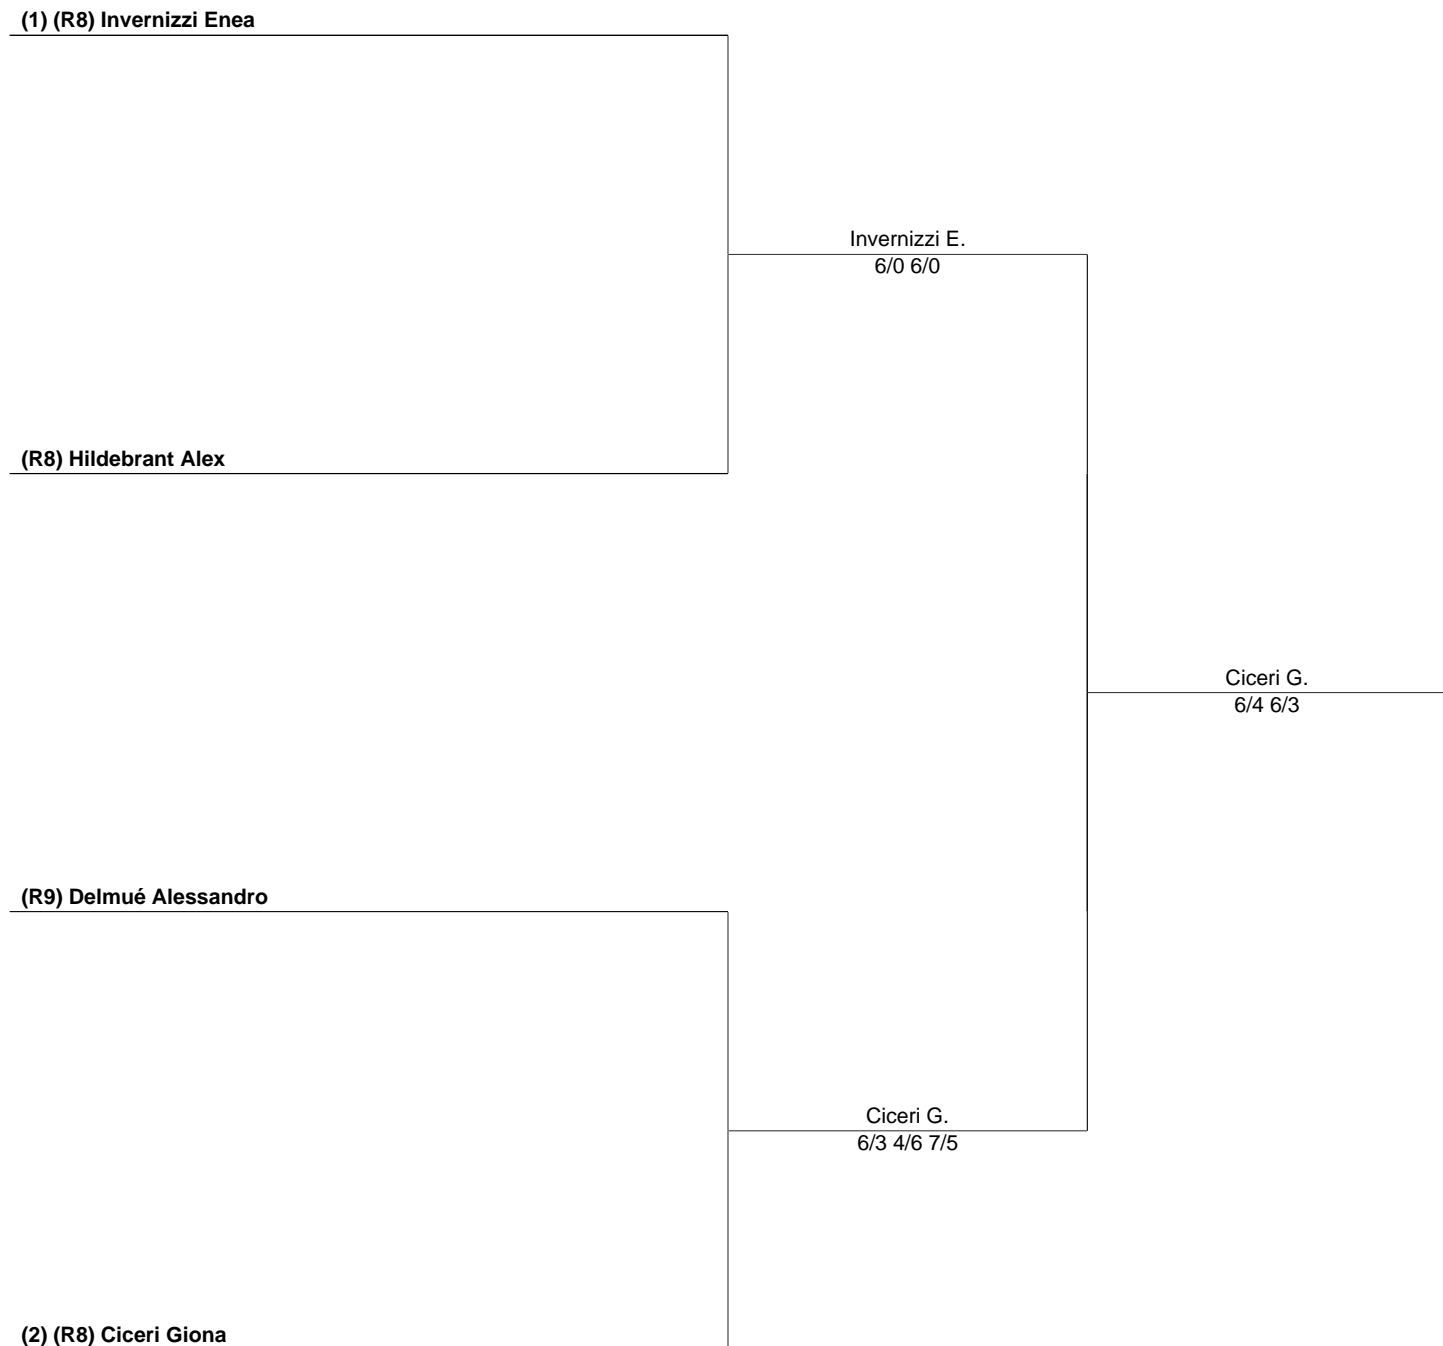 (1) (R8) Invernizzi Enea
Invernizzi E.
6/0 6/0
(R8) Hildebrant Alex
Ciceri G.
6/4 6/3
(R9) Delmué Alessandro
Ciceri G.
6/3 4/6 7/5
(2) (R8) Ciceri Giona